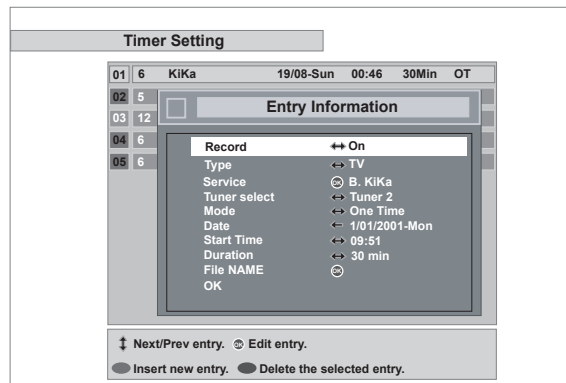 Timer Setting
01 6 KiKa 19/08-Sun 00:46 30Min OT
02 5
03 12
04 6
05 6
Entry Information
Record On
Type TV
Service OK B. KiKa
Tuner select Tuner 2
Mode One Time
Date 1/01/2001-Mon
Start Time 09:51
Duration 30 min
File NAME OK
OK
Next/Prev entry. OK Edit entry.
Insert new entry. Delete the selected entry.